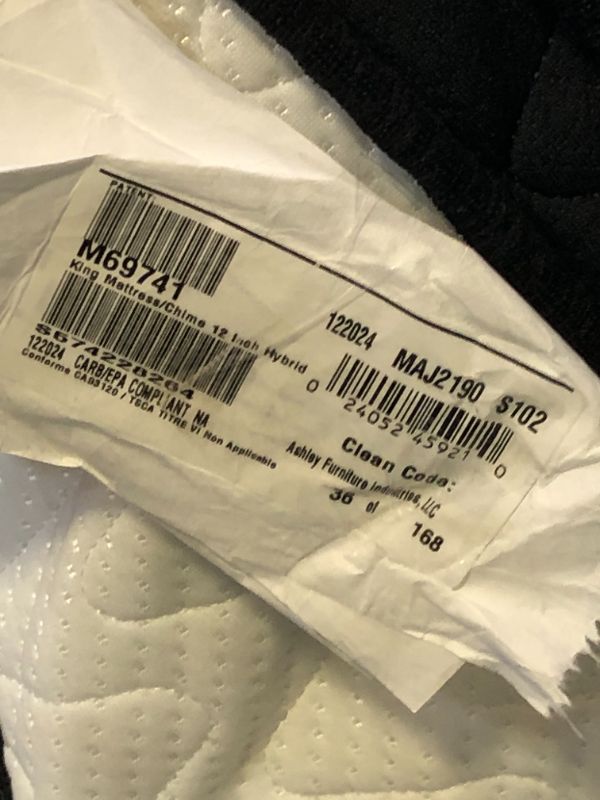 PATENT
M69741
King Mattress/Chime 12 Inch Hybrid
S674228264
122024 CARB/EPA COMPLIANT NA
Conforme CA93120 / TSCA TITRE VI Non Applicable
122024 MAJ2190 S102
0 24052 45921 0
Clean Code:
Ashley Furniture Industries, LLC
36 of 168